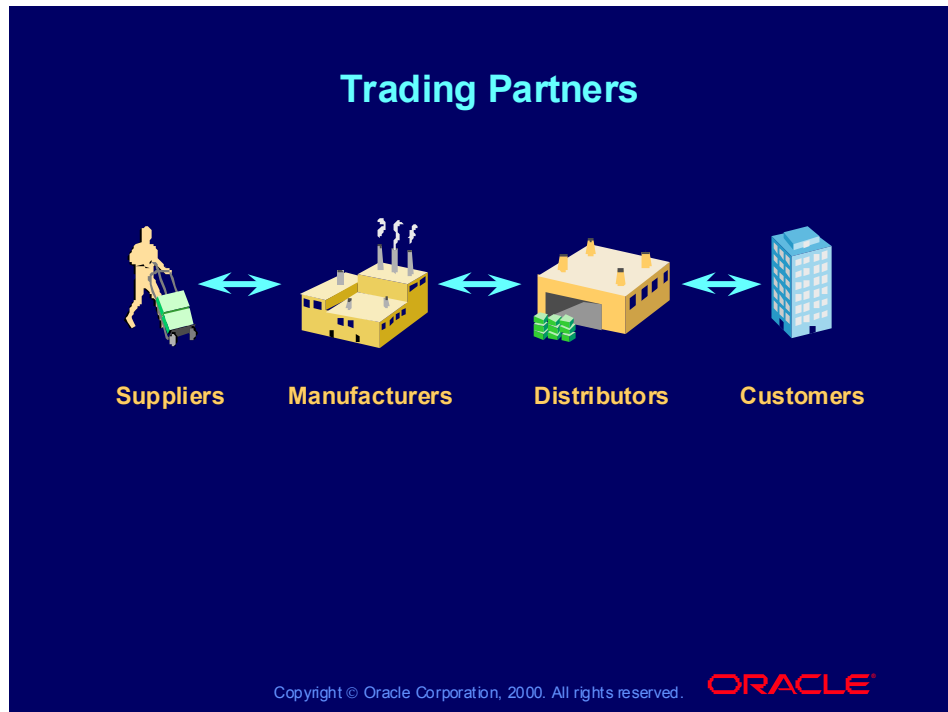 Trading Partners
Suppliers Manufacturers Distributors Customers
Copyright © Oracle Corporation, 2000. All rights reserved. ORACLE®